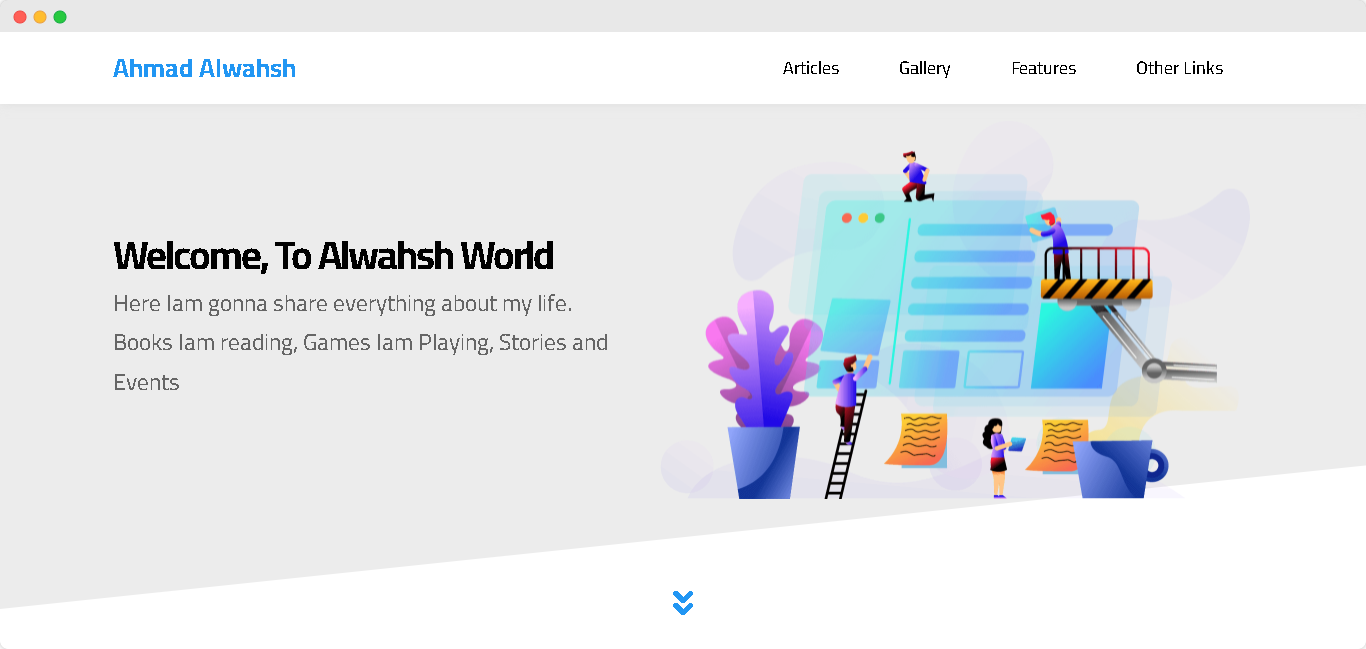 Ahmad Alwahsh
Articles Gallery Features Other Links
Welcome, To Alwahsh World
Here Iam gonna share everything about my life.
Books Iam reading, Games Iam Playing, Stories and
Events